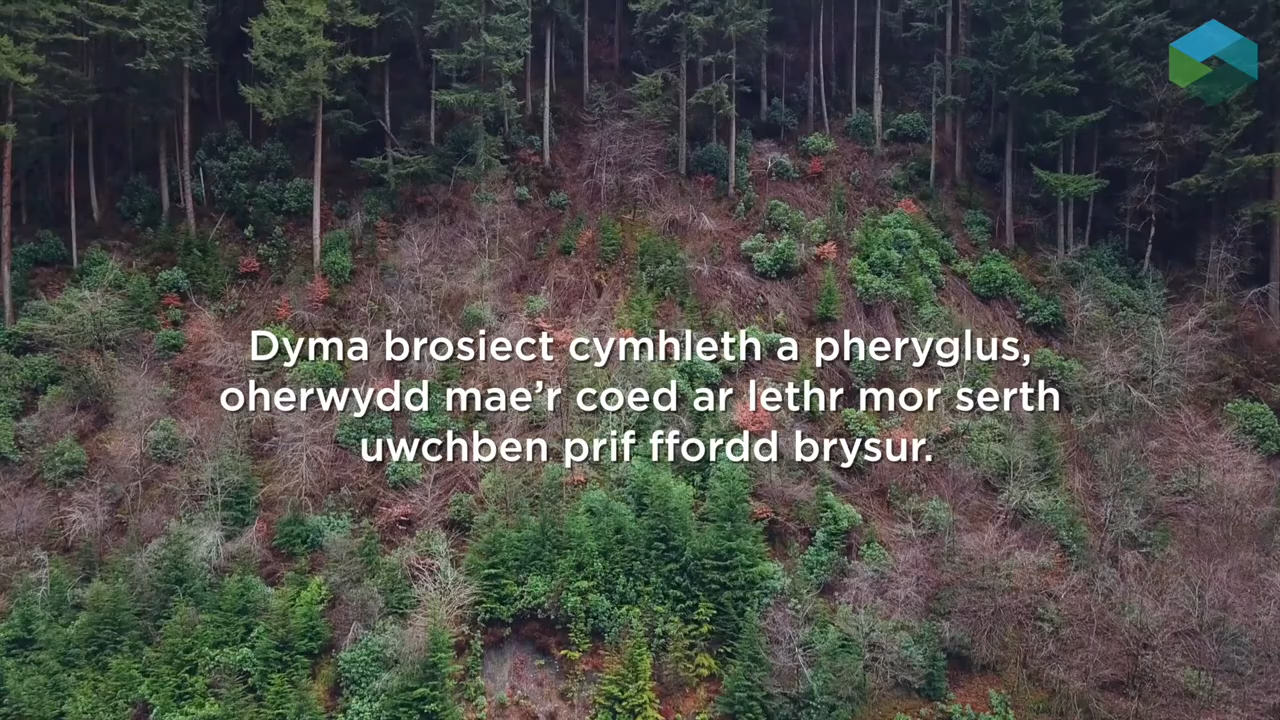 Dyma brosiect cymhleth a pheryglus,
oherwydd mae’r coed ar lethr mor serth
uwchben prif ffordd brysur.